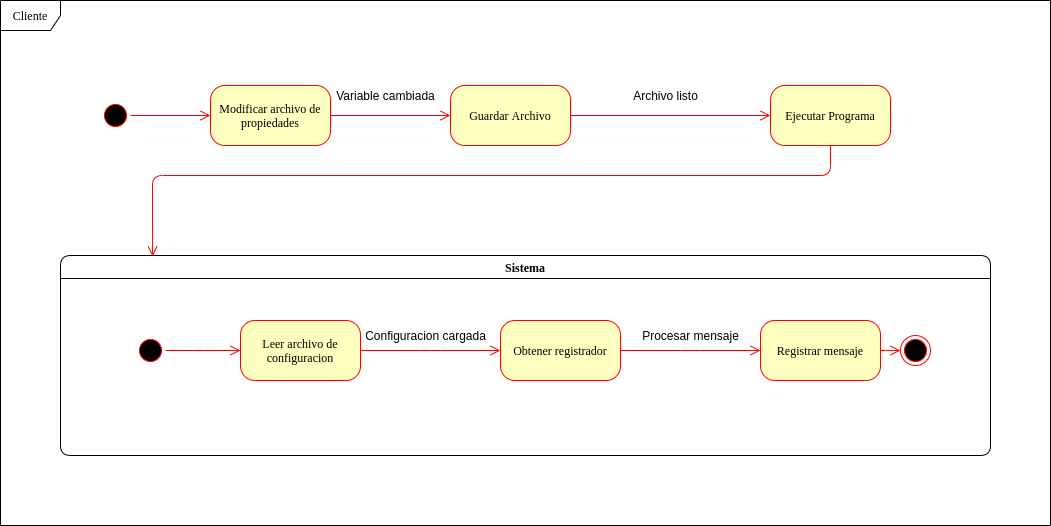 Cliente
Variable cambiada
Archivo listo
Modificar archivo de
propiedades
Guardar Archivo
Ejecutar Programa
Sistema
Configuracion cargada
Procesar mensaje
Leer archivo de
configuracion
Obtener registrador
Registrar mensaje